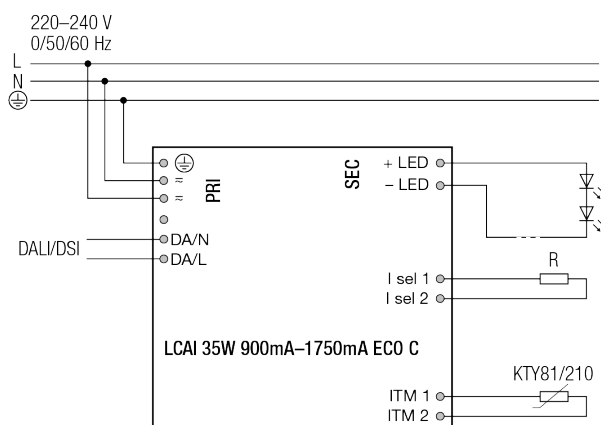 220–240 V
0/50/60 Hz
L
N
PRI
SEC
+ LED
– LED
≂
≂
DALI/DSI
DA/N
DA/L
I sel 1
I sel 2
R
LCAI 35W 900mA–1750mA ECO C
KTY81/210
ITM 1
ITM 2